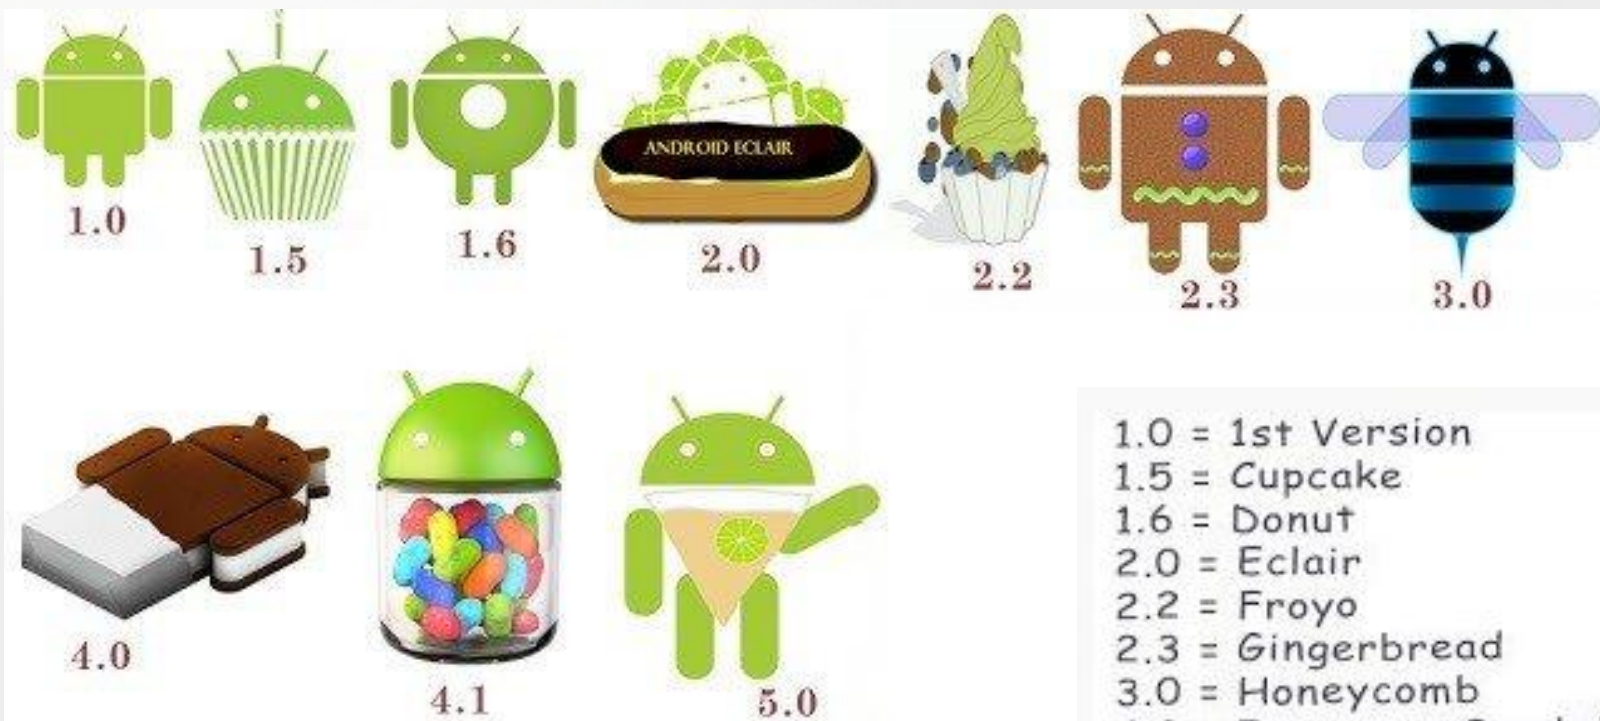 ANDROID ECLAIR
1.0
1.5
1.6
2.0
2.2
2.3
3.0
4.0
4.1
5.0
1.0 = 1st Version
1.5 = Cupcake
1.6 = Donut
2.0 = Eclair
2.2 = Froyo
2.3 = Gingerbread
3.0 = Honeycomb